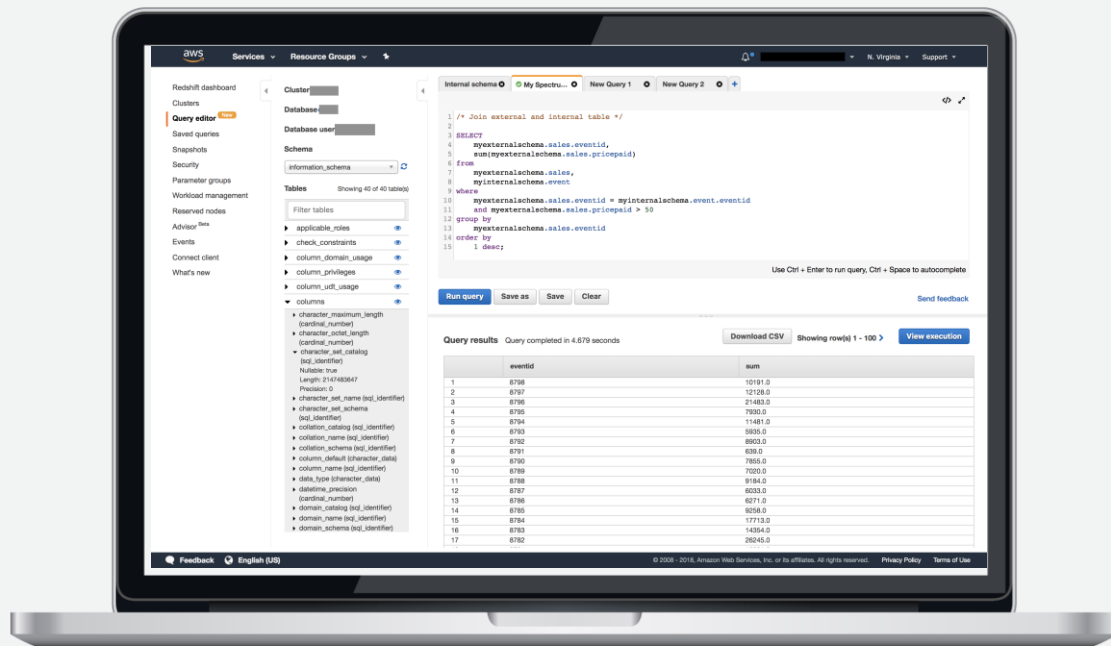 aws
Services
Resource Groups
N. Virginia
Support
Redshift dashboard
Clusters
Query editor New
Saved queries
Snapshots
Security
Parameter groups
Workload management
Reserved nodes
Advisor Beta
Events
Connect client
What's new
Cluster
Database
Database user
Schema
information_schema
Tables Showing 40 of 40 table(s)
Filter tables
applicable_roles
check_constraints
column_domain_usage
column_privileges
column_udt_usage
columns
character_maximum_length
(cardinal_number)
character_octet_length
(cardinal_number)
character_set_catalog
(sql_identifier)
Nullable: true
Length: 2147483647
Precision: 0
character_set_name (sql_identifier)
character_set_schema
(sql_identifier)
collation_catalog (sql_identifier)
collation_name (sql_identifier)
collation_schema (sql_identifier)
column_default (character_data)
column_name (sql_identifier)
data_type (character_data)
datetime_precision
(cardinal_number)
domain_catalog (sql_identifier)
domain_name (sql_identifier)
domain_schema (sql_identifier)
Internal schema
My Spectru...
New Query 1
New Query 2
+
1 /* Join external and internal table */
2
3 SELECT
4 myexternalschema.sales.eventid,
5 sum(myexternalschema.sales.pricepaid)
6 from
7 myexternalschema.sales,
8 myinternalschema.event
9 where
10 myexternalschema.sales.eventid = myinternalschema.event.eventid
11 and myexternalschema.sales.pricepaid > 50
12 group by
13 myexternalschema.sales.eventid
14 order by
15 1 desc;
Use Ctrl + Enter to run query, Ctrl + Space to autocomplete
Run query
Save as
Save
Clear
Send feedback
Query results Query completed in 4.679 seconds
Download CSV
Showing row(s) 1 - 100
View execution
eventid sum
1 8798 10191.0
2 8797 12128.0
3 8796 21483.0
4 8795 7930.0
5 8794 11481.0
6 8793 5935.0
7 8792 8903.0
8 8791 639.0
9 8790 7855.0
10 8789 7020.0
11 8788 9184.0
12 8787 6033.0
13 8786 6271.0
14 8785 9258.0
15 8784 17713.0
16 8783 14354.0
17 8782 26245.0
Feedback
English (US)
© 2008 - 2018, Amazon Web Services, Inc. or its affiliates. All rights reserved.
Privacy Policy
Terms of Use